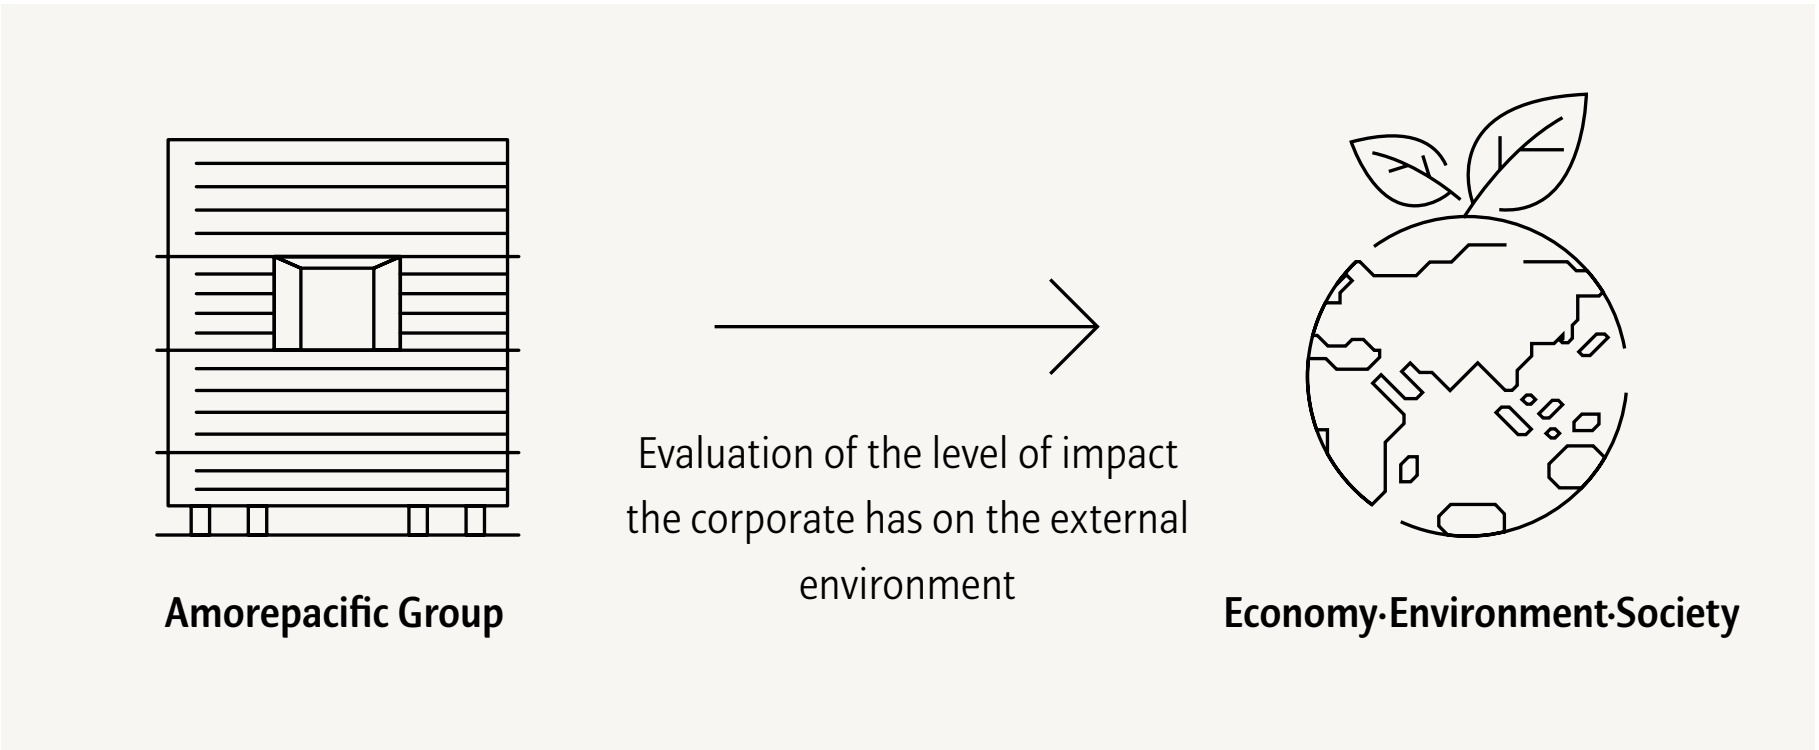 Evaluation of the level of impact
the corporate has on the external
environment
Amorepacific Group
Economy·Environment·Society